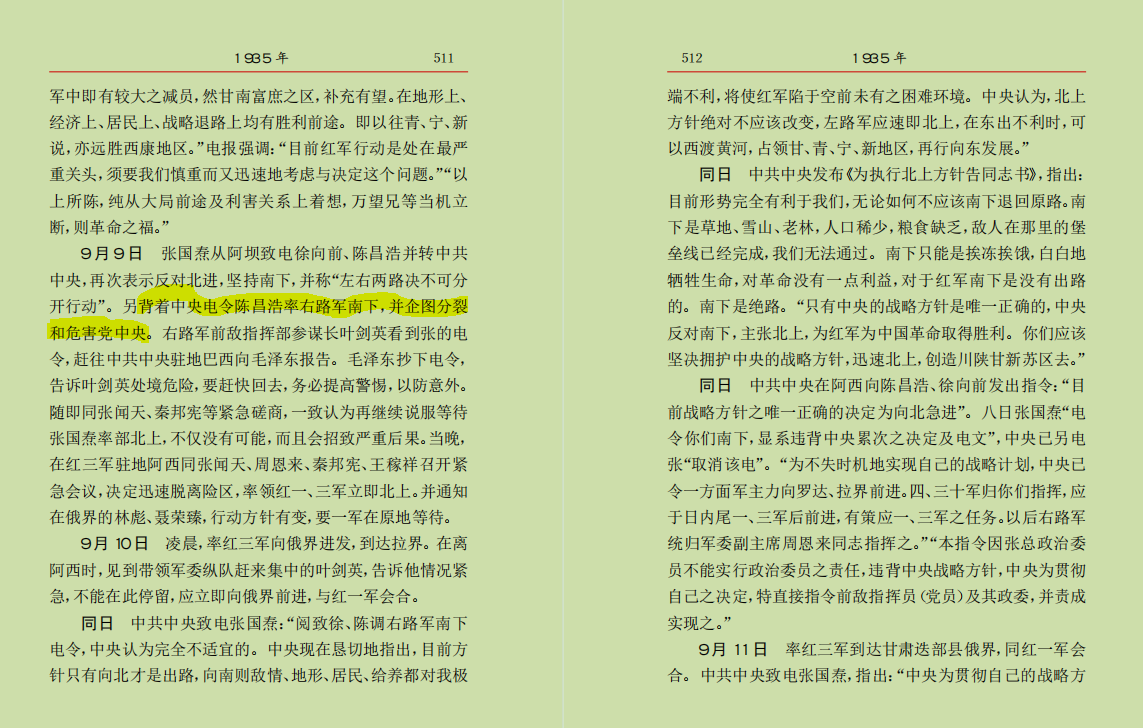 1935年 511
军中即有较大之减员,然甘南富庶之区,补充有望。在地形上、
经济上、居民上、战略退路上均有胜利前途。即以往青、宁、新
说,亦远胜西康地区。”电报强调:“目前红军行动是处在最严
重关头,须要我们慎重而又迅速地考虑与决定这个问题。”“以
上所陈,纯从大局前途及利害关系上着想,万望兄等当机立
断,则革命之福。”
9月9日 张国焘从阿坝致电徐向前、陈昌浩并转中共
中央,再次表示反对北进,坚持南下,并称“左右两路决不可分
开行动”。另背着中央电令陈昌浩率右路军南下,并企图分裂
和危害党中央。右路军前敌指挥部参谋长叶剑英看到张的电
令,赶往中共中央驻地巴西向毛泽东报告。毛泽东抄下电令,
告诉叶剑英处境危险,要赶快回去,务必提高警惕,以防意外。
随即同张闻天、秦邦宪等紧急磋商,一致认为再继续说服等待
张国焘率部北上,不仅没有可能,而且会招致严重后果。当晚,
在红三军驻地阿西同张闻天、周恩来、秦邦宪、王稼祥召开紧
急会议,决定迅速脱离险区,率领红一、三军立即北上。并通知
在俄界的林彪、聂荣臻,行动方针有变,要一军在原地等待。
9月10日 凌晨,率红三军向俄界进发,到达拉界。在离
阿西时,见到带领军委纵队赶来集中的叶剑英,告诉他情况紧
急,不能在此停留,应立即向俄界前进,与红一军会合。
同日 中共中央致电张国焘:“阅致徐、陈调右路军南下
电令,中央认为完全不适宜的。中央现在恳切地指出,目前方
针只有向北才是出路,向南则敌情、地形、居民、给养都对我极
512 1935年
端不利,将使红军陷于空前未有之困难环境。中央认为,北上
方针绝对不应该改变,左路军应速即北上,在东出不利时,可
以西渡黄河,占领甘、青、宁、新地区,再行向东发展。”
同日 中共中央发布《为执行北上方针告同志书》,指出:
目前形势完全有利于我们,无论如何不应该南下退回原路。南
下是草地、雪山、老林,人口稀少,粮食缺乏,敌人在那里的堡
垒线已经完成,我们无法通过。南下只能是挨冻挨饿,白白地
牺牲生命,对革命没有一点利益,对于红军南下是没有出路
的。南下是绝路。“只有中央的战略方针是唯一正确的,中央
反对南下,主张北上,为红军为中国革命取得胜利。你们应该
坚决拥护中央的战略方针,迅速北上,创造川陕甘新苏区去。”
同日 中共中央在阿西向陈昌浩、徐向前发出指令:“目
前战略方针之唯一正确的决定为向北急进”。八日张国焘“电
令你们南下,显系违背中央累次之决定及电文”,中央已另电
张“取消该电”。“为不失时机地实现自己的战略计划,中央已
令一方面军主力向罗达、拉界前进。四、三十军归你们指挥,应
于日内尾一、三军后前进,有策应一、三军之任务。以后右路军
统归军委副主席周恩来同志指挥之。”“本指令因张总政治委
员不能实行政治委员之责任,违背中央战略方针,中央为贯彻
自己之决定,特直接指令前敌指挥员(党员)及其政委,并责成
实现之。”
9月11日 率红三军到达甘肃迭部县俄界,同红一军会
合。中共中央致电张国焘,指出:“中央为贯彻自己的战略方